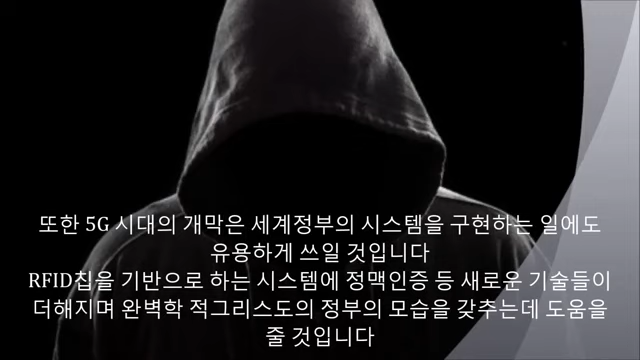 또한 5G 시대의 개막은 세계정부의 시스템을 구현하는 일에도
유용하게 쓰일 것입니다
RFID칩을 기반으로 하는 시스템에 정맥인증 등 새로운 기술들이
더해지며 완벽학 적그리스도의 정부의 모습을 갖추는데 도움을
줄 것입니다